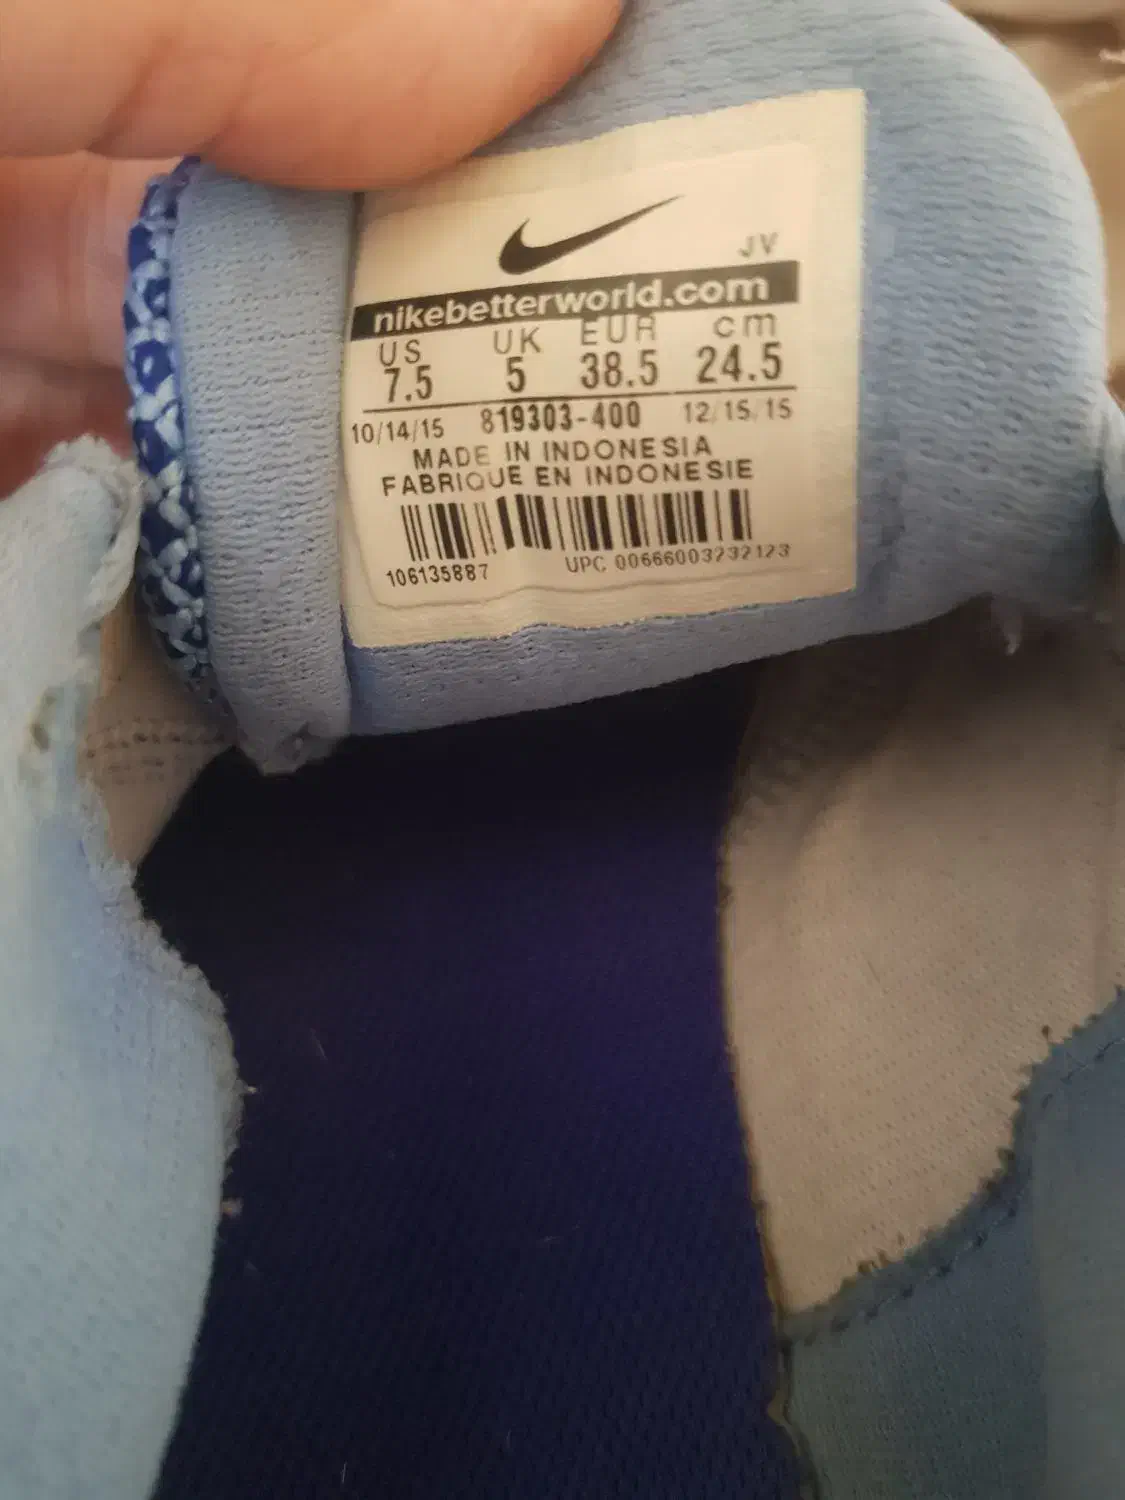 JV
nikebetterworld.com
US UK EUR cm
7.5 5 38.5 24.5
10/14/15 819303-400 12/15/15
MADE IN INDONESIA
FABRIQUE EN INDONESIE
106135887 UPC 00666003232123